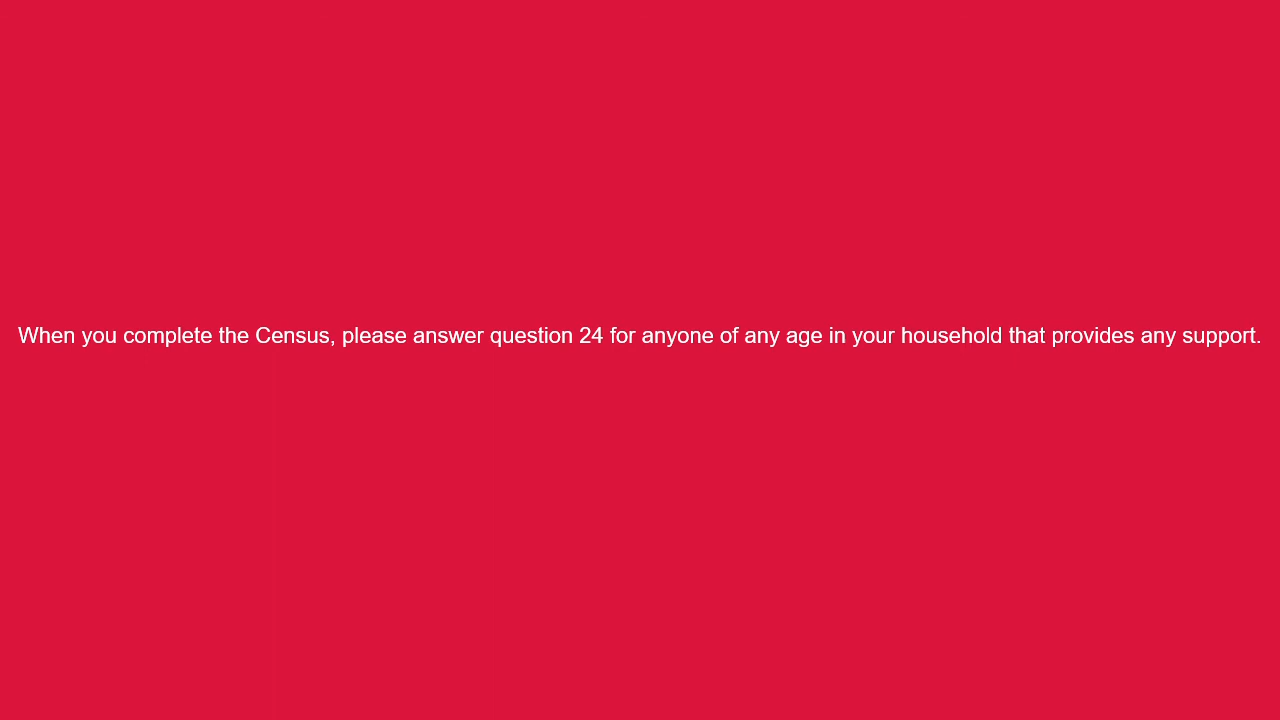 When you complete the Census, please answer question 24 for anyone of any age in your household that provides any support.